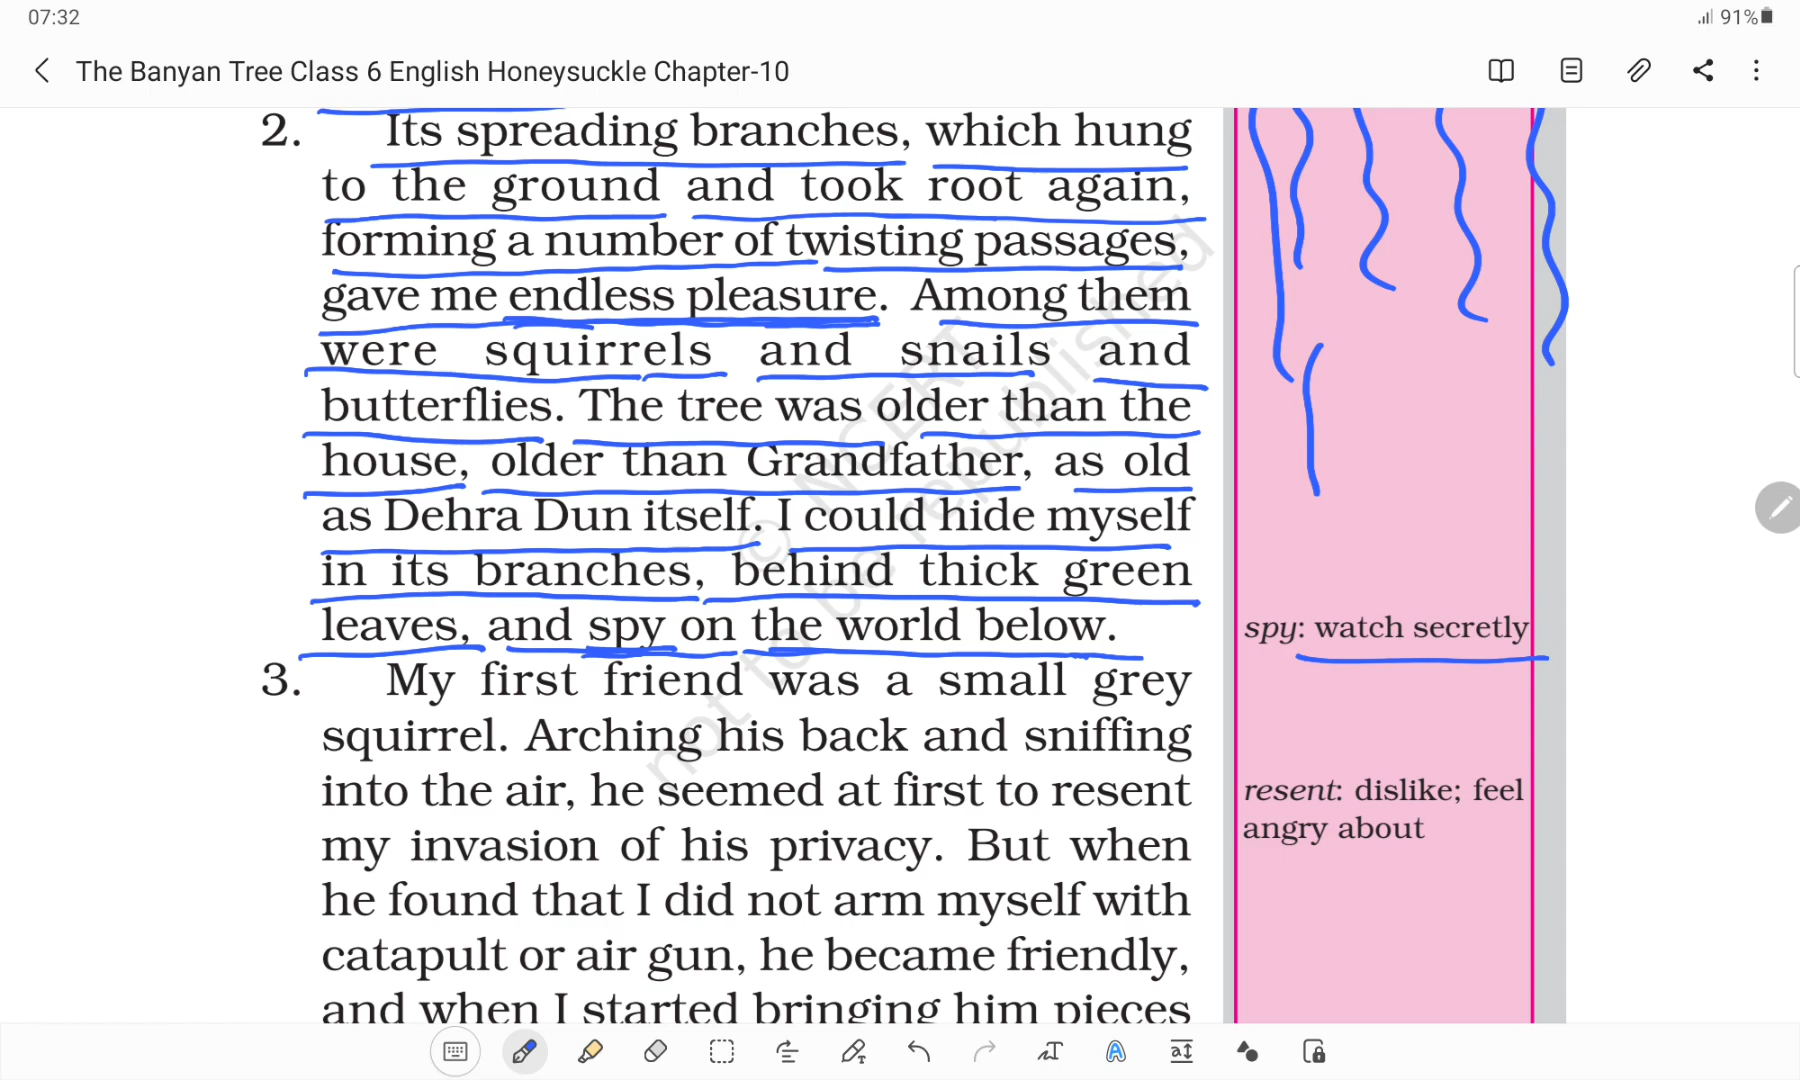 07:32
91%
The Banyan Tree Class 6 English Honeysuckle Chapter-10
2. Its spreading branches, which hung
to the ground and took root again,
forming a number of twisting passages,
gave me endless pleasure. Among them
were squirrels and snails and
butterflies. The tree was older than the
house, older than Grandfather, as old
as Dehra Dun itself. I could hide myself
in its branches, behind thick green
leaves, and spy on the world below.
3. My first friend was a small grey
squirrel. Arching his back and sniffing
into the air, he seemed at first to resent
my invasion of his privacy. But when
he found that I did not arm myself with
catapult or air gun, he became friendly,
and when I started bringing him pieces
spy: watch secretly
resent: dislike; feel
angry about
© NCERT
not to be republished